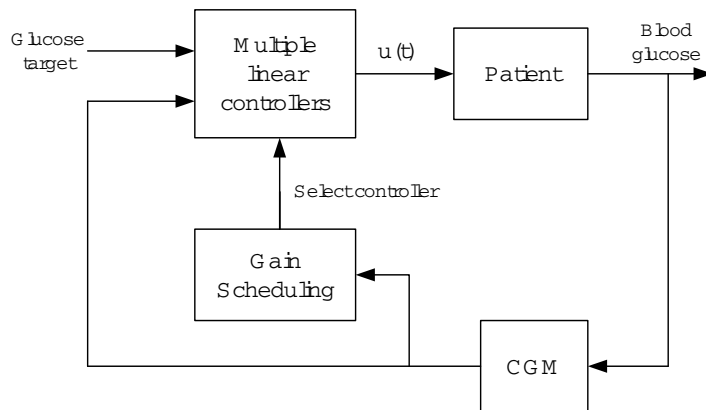 Glucose
target
Multiple
linear
controllers
u(t)
Patient
Blood
glucose
Select controller
Gain
Scheduling
CGM